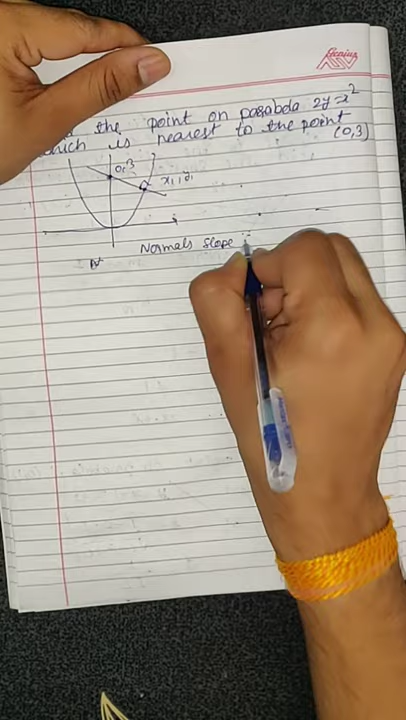 the point on parabola 2y = x²
which is nearest to the point
(0,3)
0,3
x₁, y₁
Normals slope =